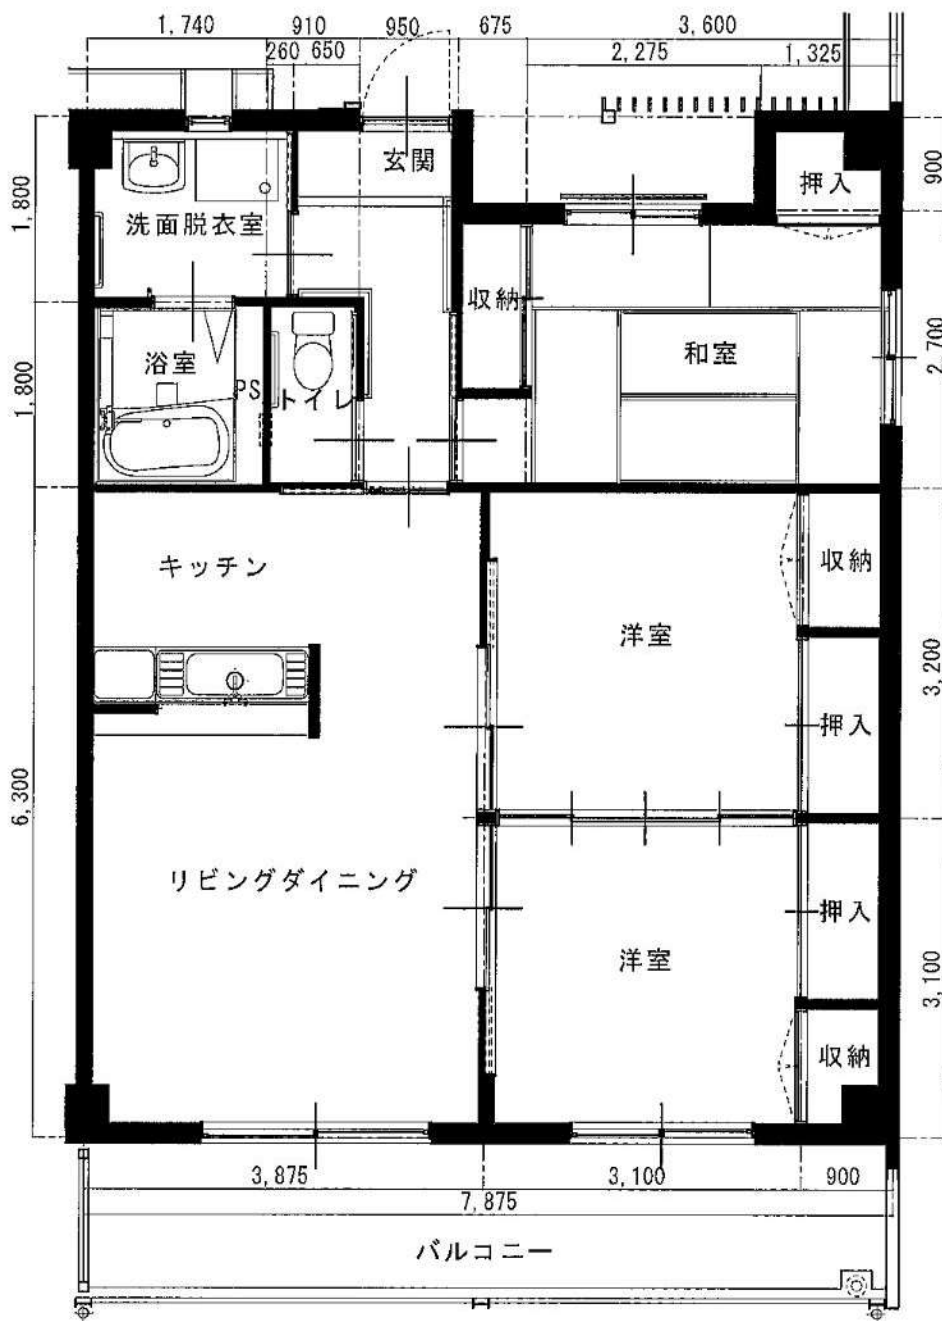 1,740
910
950
675
3,600
260
650
2,275
1,325
玄関
押入
900
1,800
洗面脱衣室
収納
和室
2,700
浴室
PS
トイレ
1,800
キッチン
収納
洋室
3,200
押入
6,300
リビングダイニング
押入
洋室
3,100
収納
3,875
3,100
900
7,875
バルコニー